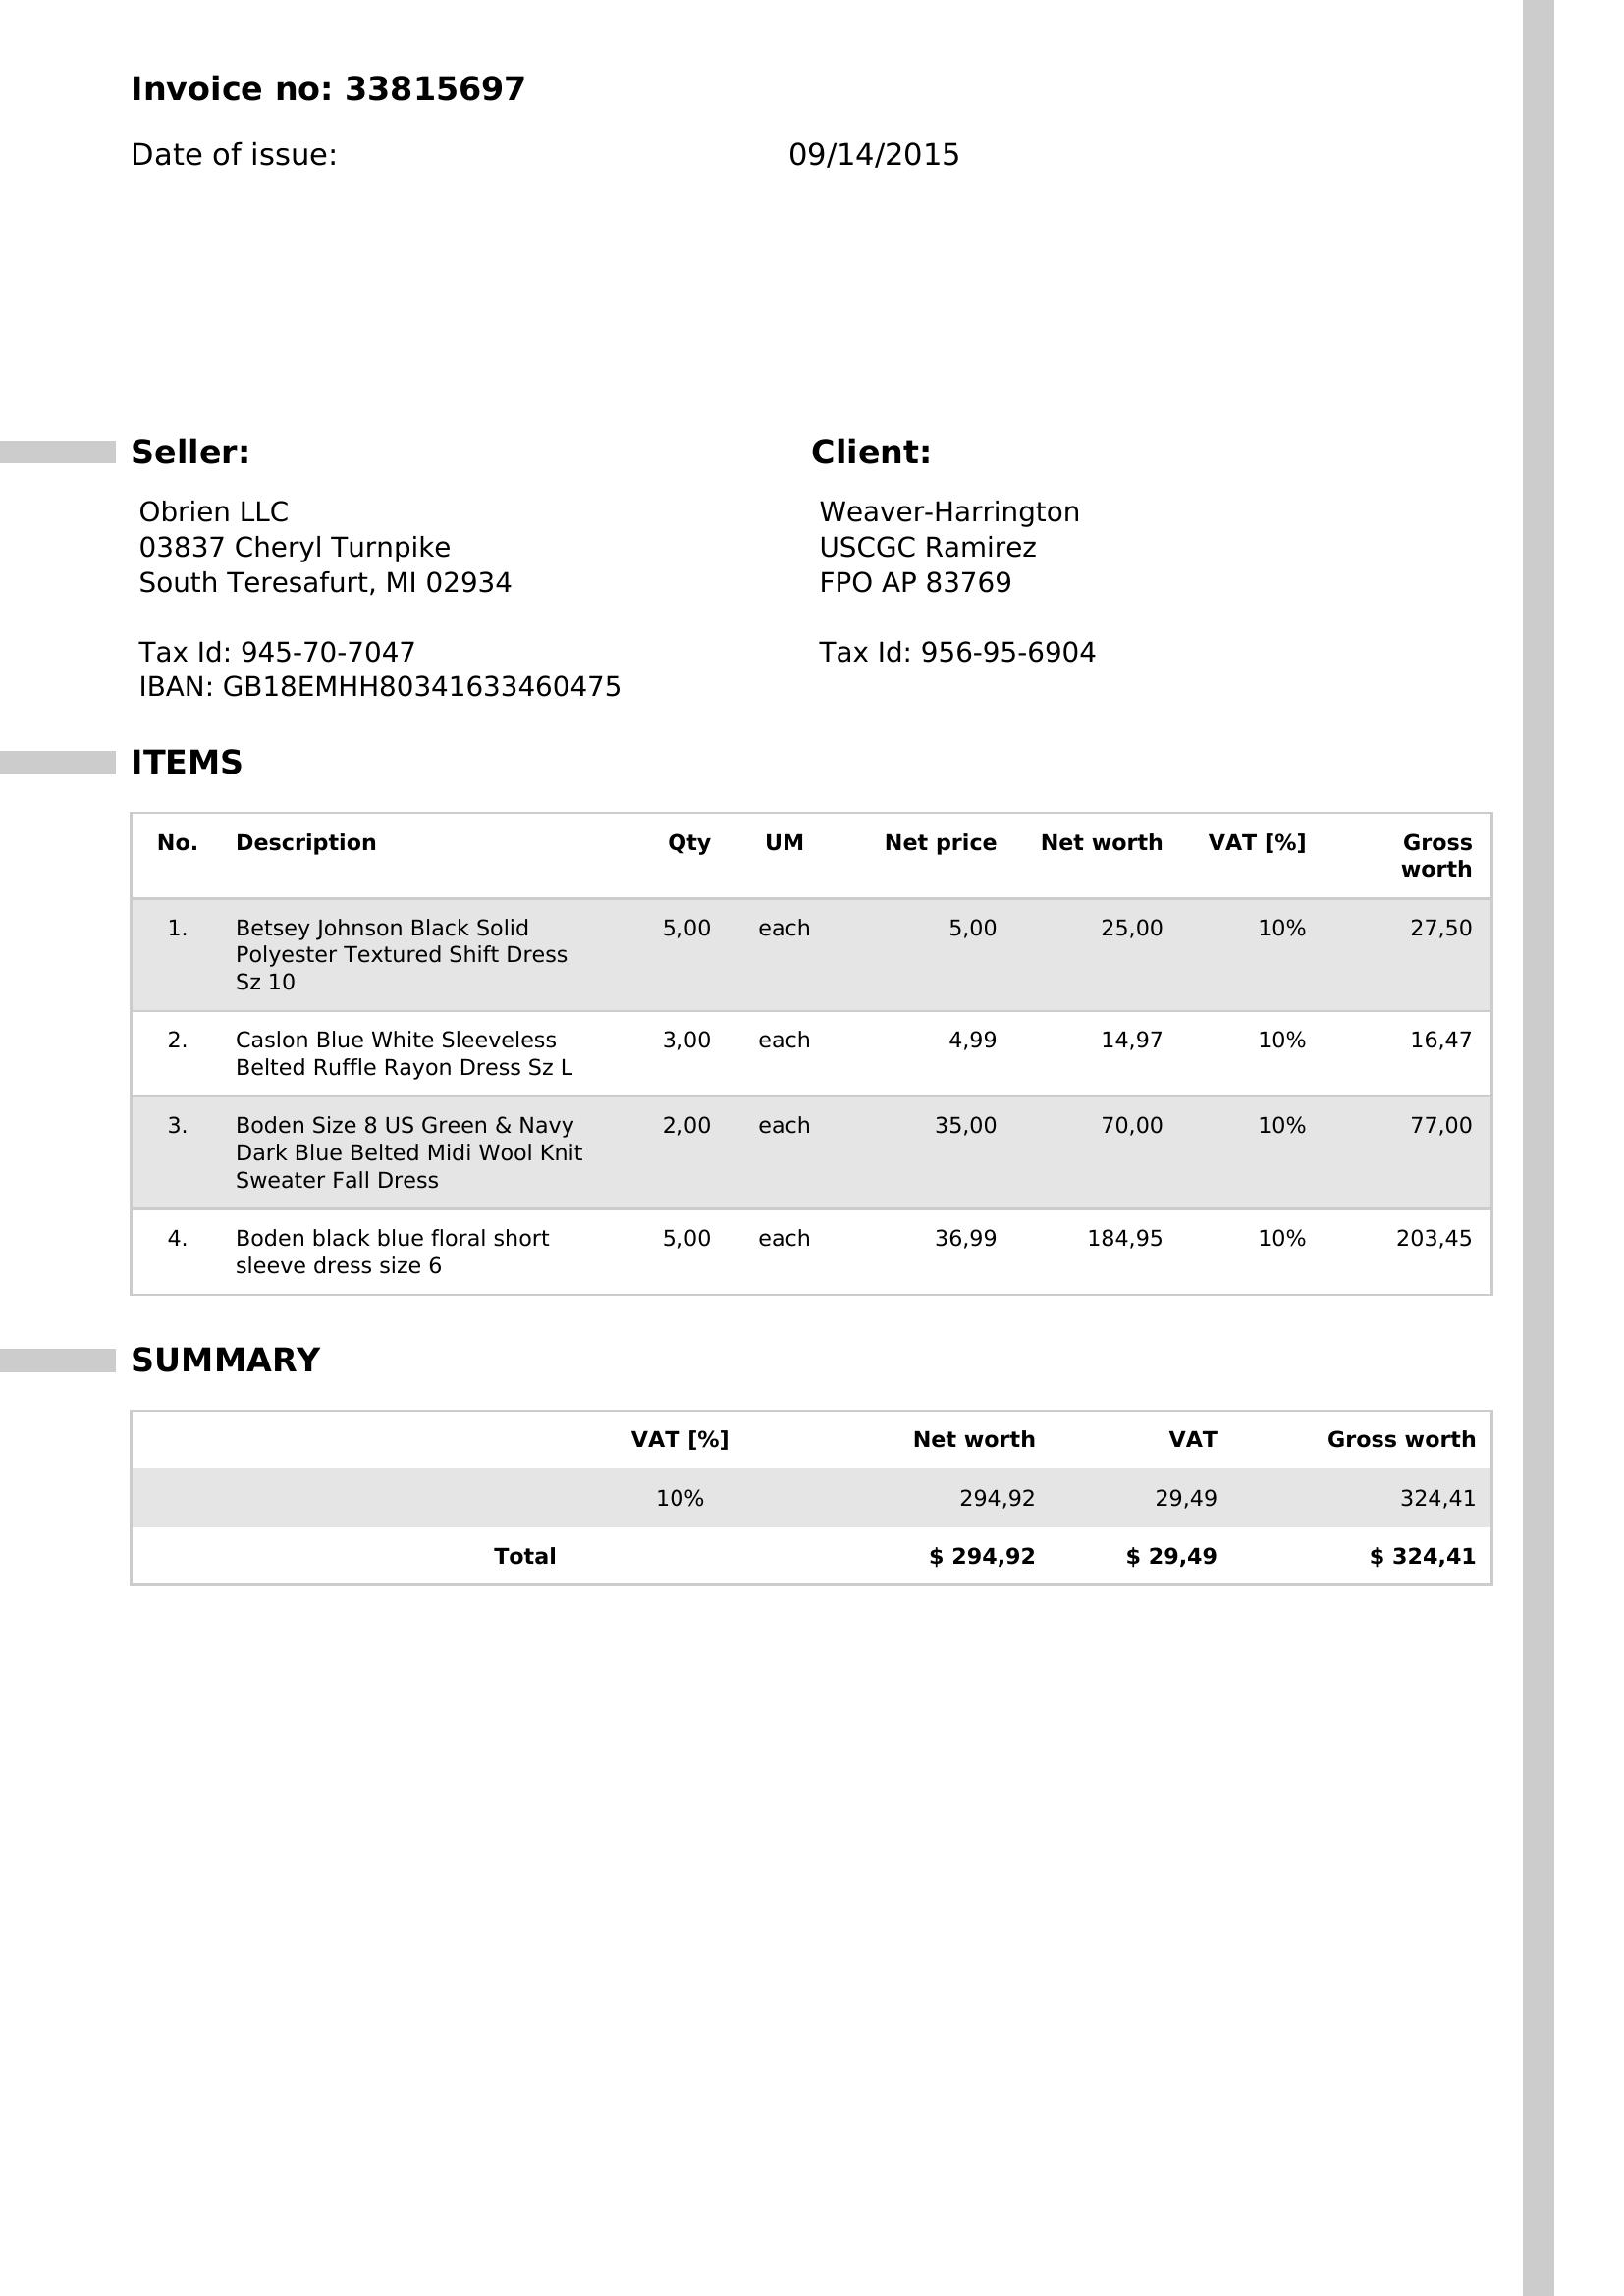 Invoice no: 33815697
Date of issue: 09/14/2015
Seller:
Obrien LLC
03837 Cheryl Turnpike
South Teresafurt, MI 02934
Tax Id: 945-70-7047
IBAN: GB18EMHH80341633460475
Client:
Weaver-Harrington
USCGC Ramirez
FPO AP 83769
Tax Id: 956-95-6904
ITEMS
No. Description Qty UM Net price Net worth VAT [%] Gross
worth
1. Betsey Johnson Black Solid 5,00 each 5,00 25,00 10% 27,50
Polyester Textured Shift Dress
Sz 10
2. Caslon Blue White Sleeveless 3,00 each 4,99 14,97 10% 16,47
Belted Ruffle Rayon Dress Sz L
3. Boden Size 8 US Green & Navy 2,00 each 35,00 70,00 10% 77,00
Dark Blue Belted Midi Wool Knit
Sweater Fall Dress
4. Boden black blue floral short 5,00 each 36,99 184,95 10% 203,45
sleeve dress size 6
SUMMARY
VAT [%] Net worth VAT Gross worth
10% 294,92 29,49 324,41
Total $ 294,92 $ 29,49 $ 324,41